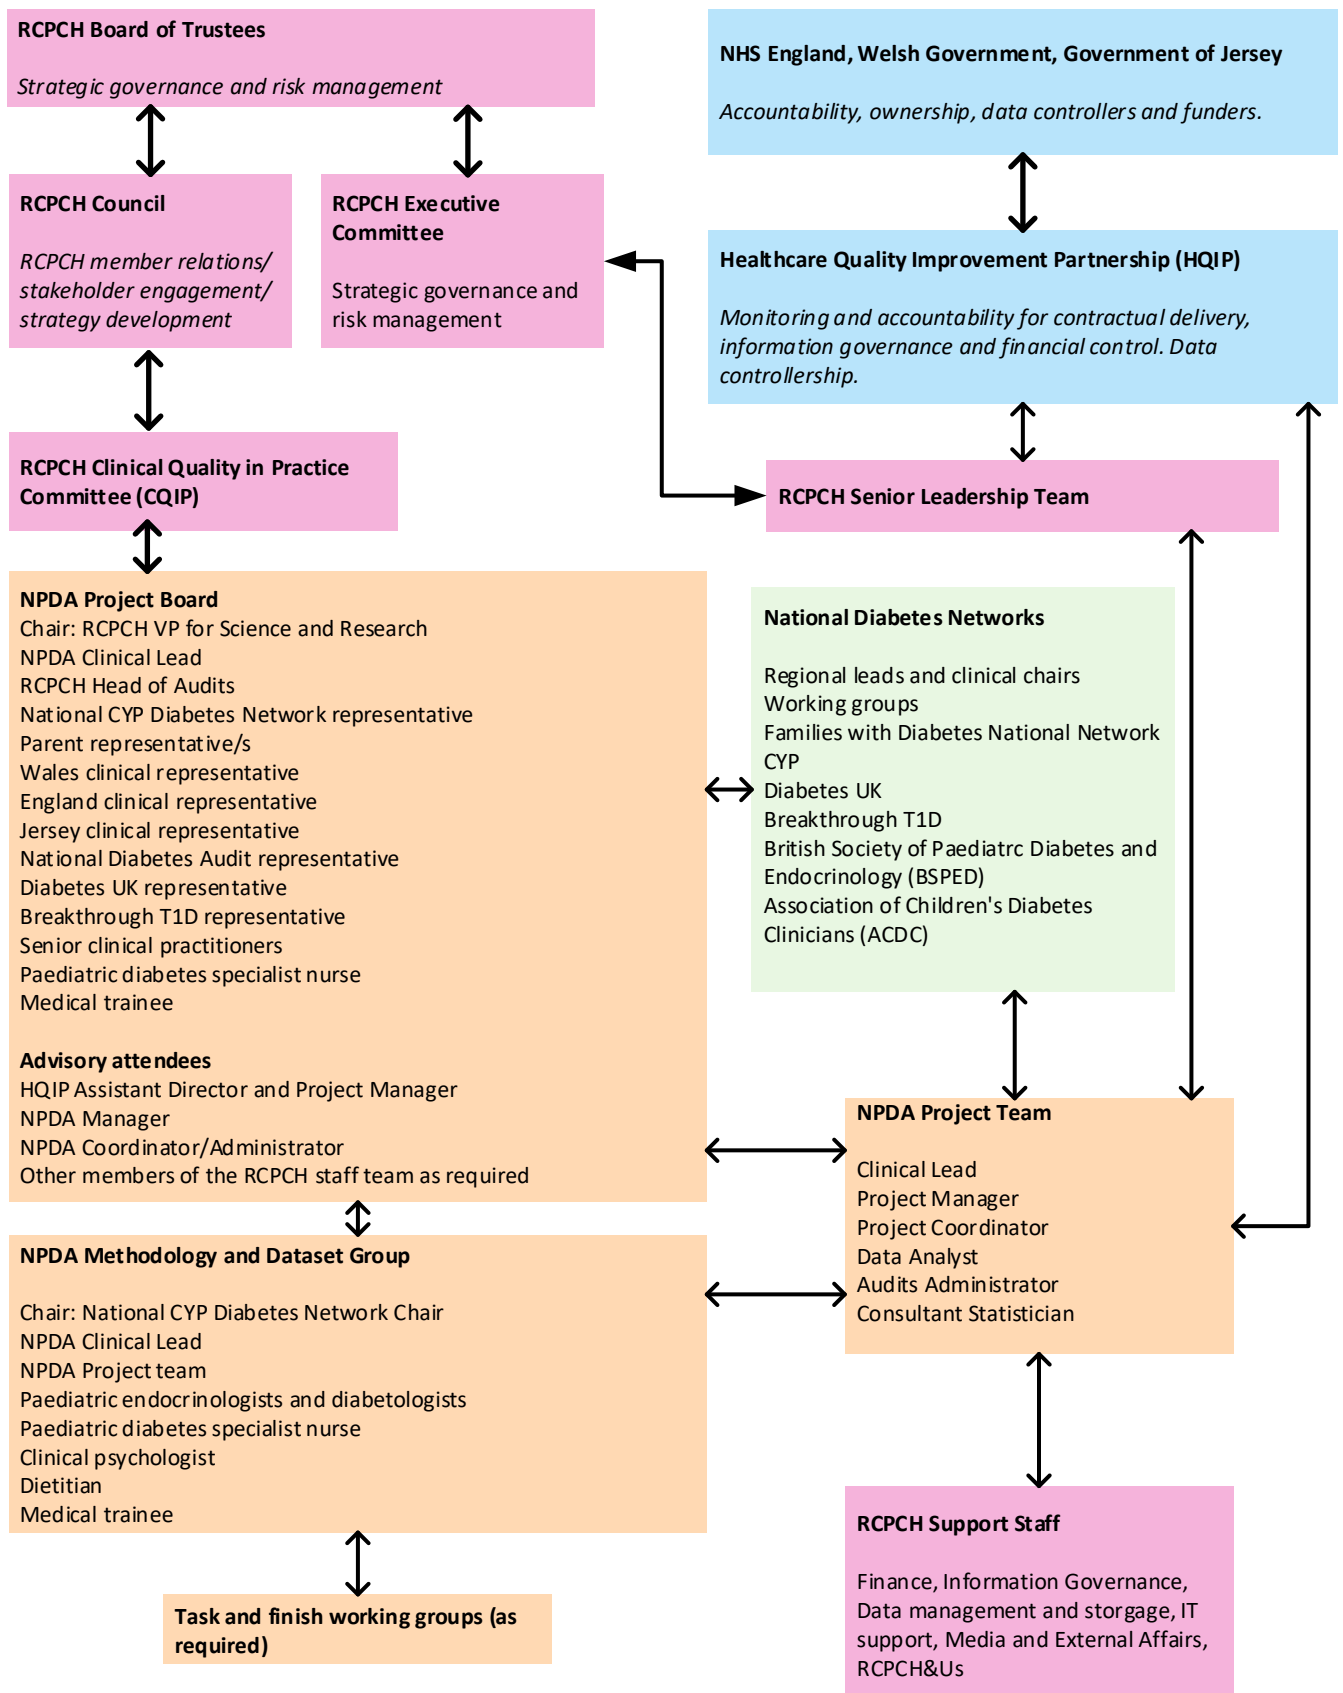 RCPCH Board of Trustees
Strategic governance and risk management
NHS England, Welsh Government, Government of Jersey
Accountability, ownership, data controllers and funders.
RCPCH Council
RCPCH member relations/
stakeholder engagement/
strategy development
RCPCH Executive
Committee
Strategic governance and
risk management
Healthcare Quality Improvement Partnership (HQIP)
Monitoring and accountability for contractual delivery,
information governance and financial control. Data
controllership.
RCPCH Clinical Quality in Practice
Committee (CQIP)
RCPCH Senior Leadership Team
NPDA Project Board
Chair: RCPCH VP for Science and Research
NPDA Clinical Lead
RCPCH Head of Audits
National CYP Diabetes Network representative
Parent representative/s
Wales clinical representative
England clinical representative
Jersey clinical representative
National Diabetes Audit representative
Diabetes UK representative
Breakthrough T1D representative
Senior clinical practitioners
Paediatric diabetes specialist nurse
Medical trainee
Advisory attendees
HQIP Assistant Director and Project Manager
NPDA Manager
NPDA Coordinator/Administrator
Other members of the RCPCH staff team as required
National Diabetes Networks
Regional leads and clinical chairs
Working groups
Families with Diabetes National Network
CYP
Diabetes UK
Breakthrough T1D
British Society of Paediatrc Diabetes and
Endocrinology (BSPED)
Association of Children's Diabetes
Clinicians (ACDC)
NPDA Project Team
Clinical Lead
Project Manager
Project Coordinator
Data Analyst
Audits Administrator
Consultant Statistician
NPDA Methodology and Dataset Group
Chair: National CYP Diabetes Network Chair
NPDA Clinical Lead
NPDA Project team
Paediatric endocrinologists and diabetologists
Paediatric diabetes specialist nurse
Clinical psychologist
Dietitian
Medical trainee
RCPCH Support Staff
Finance, Information Governance,
Data management and storgage, IT
support, Media and External Affairs,
RCPCH&Us
Task and finish working groups (as
required)